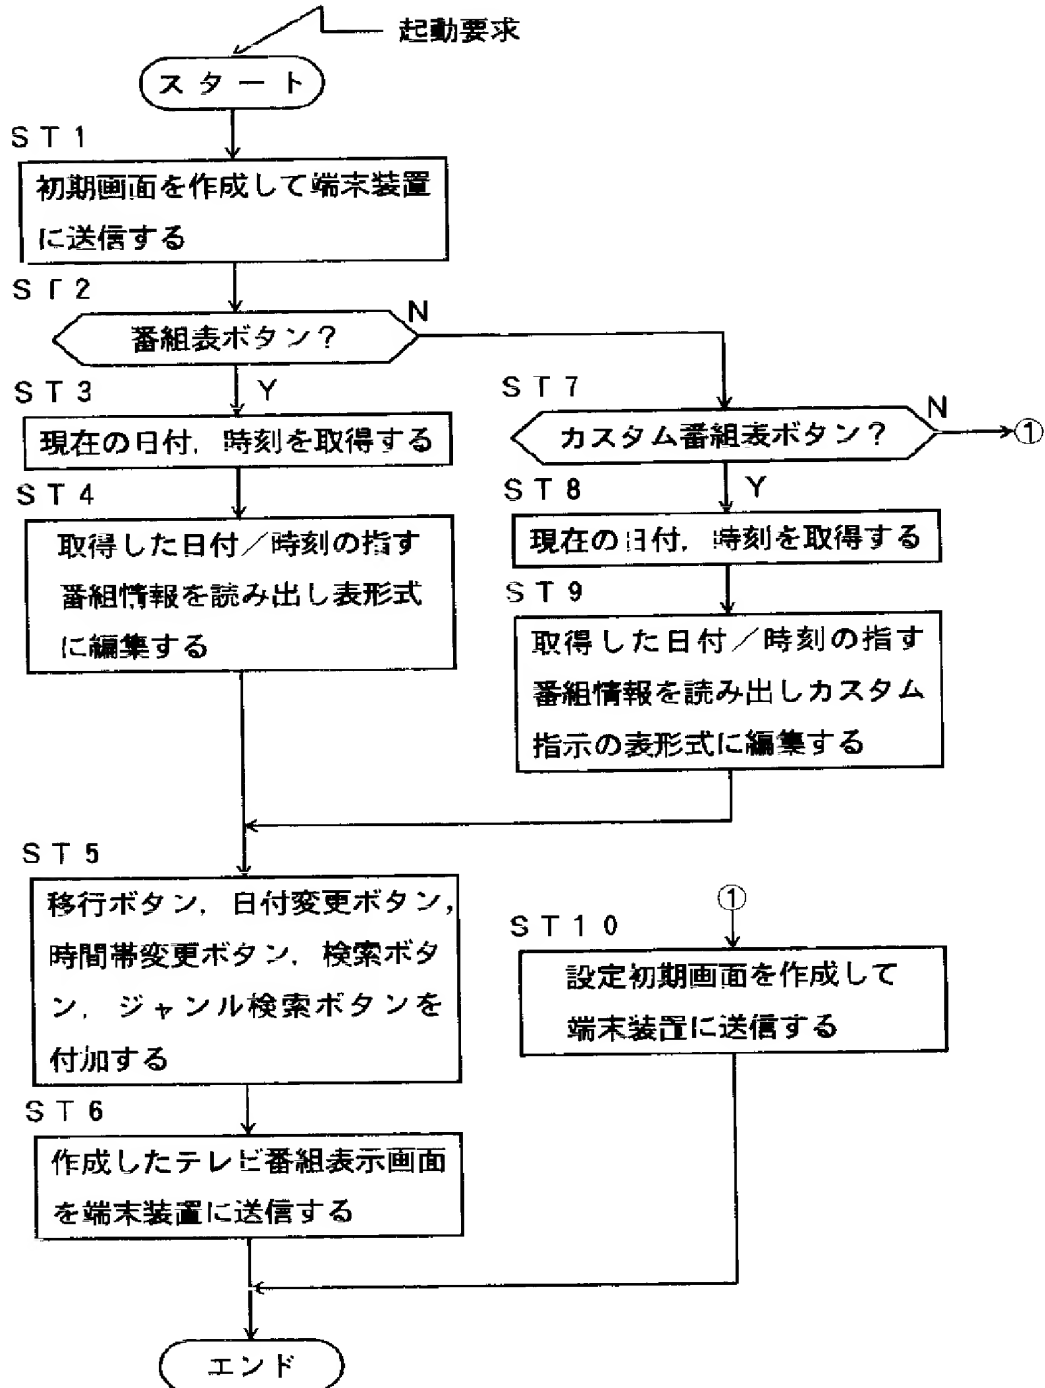 起動要求
スタート
ST1
初期画面を作成して端末装置
に送信する
ST2
番組表ボタン?
N
Y
ST3
現在の日付,時刻を取得する
ST4
取得した日付/時刻の指す
番組情報を読み出し表形式
に編集する
ST7
カスタム番組表ボタン?
N
①
Y
ST8
現在の日付,時刻を取得する
ST9
取得した日付/時刻の指す
番組情報を読み出しカスタム
指示の表形式に編集する
ST5
移行ボタン,日付変更ボタン,
時間帯変更ボタン,検索ボタ
ン,ジャンル検索ボタンを
付加する
ST6
作成したテレビ番組表示画面
を端末装置に送信する
①
ST10
設定初期画面を作成して
端末装置に送信する
エンド